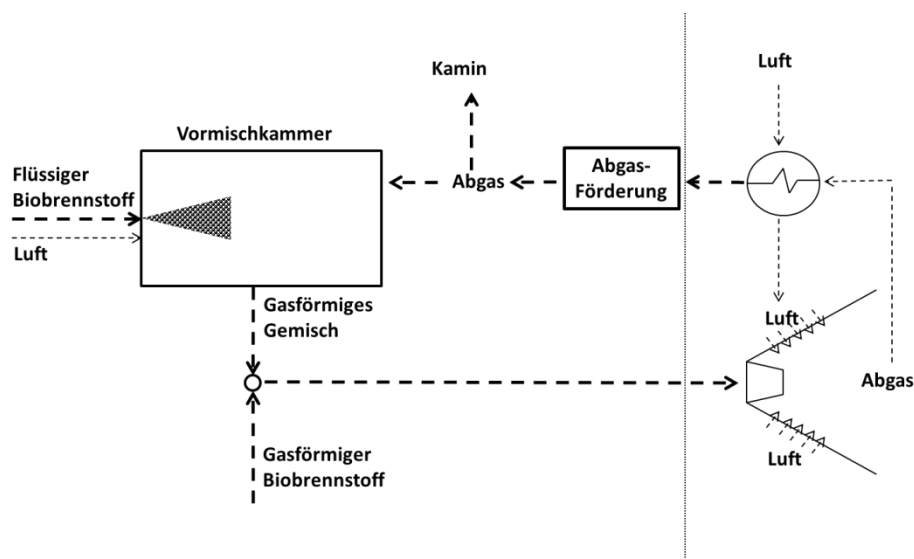 Kamin
Luft
Vormischkammer
Flüssiger
Biobrennstoff
Luft
Abgas
Abgas-
Förderung
Gasförmiges
Gemisch
Luft
Abgas
Luft
Gasförmiger
Biobrennstoff